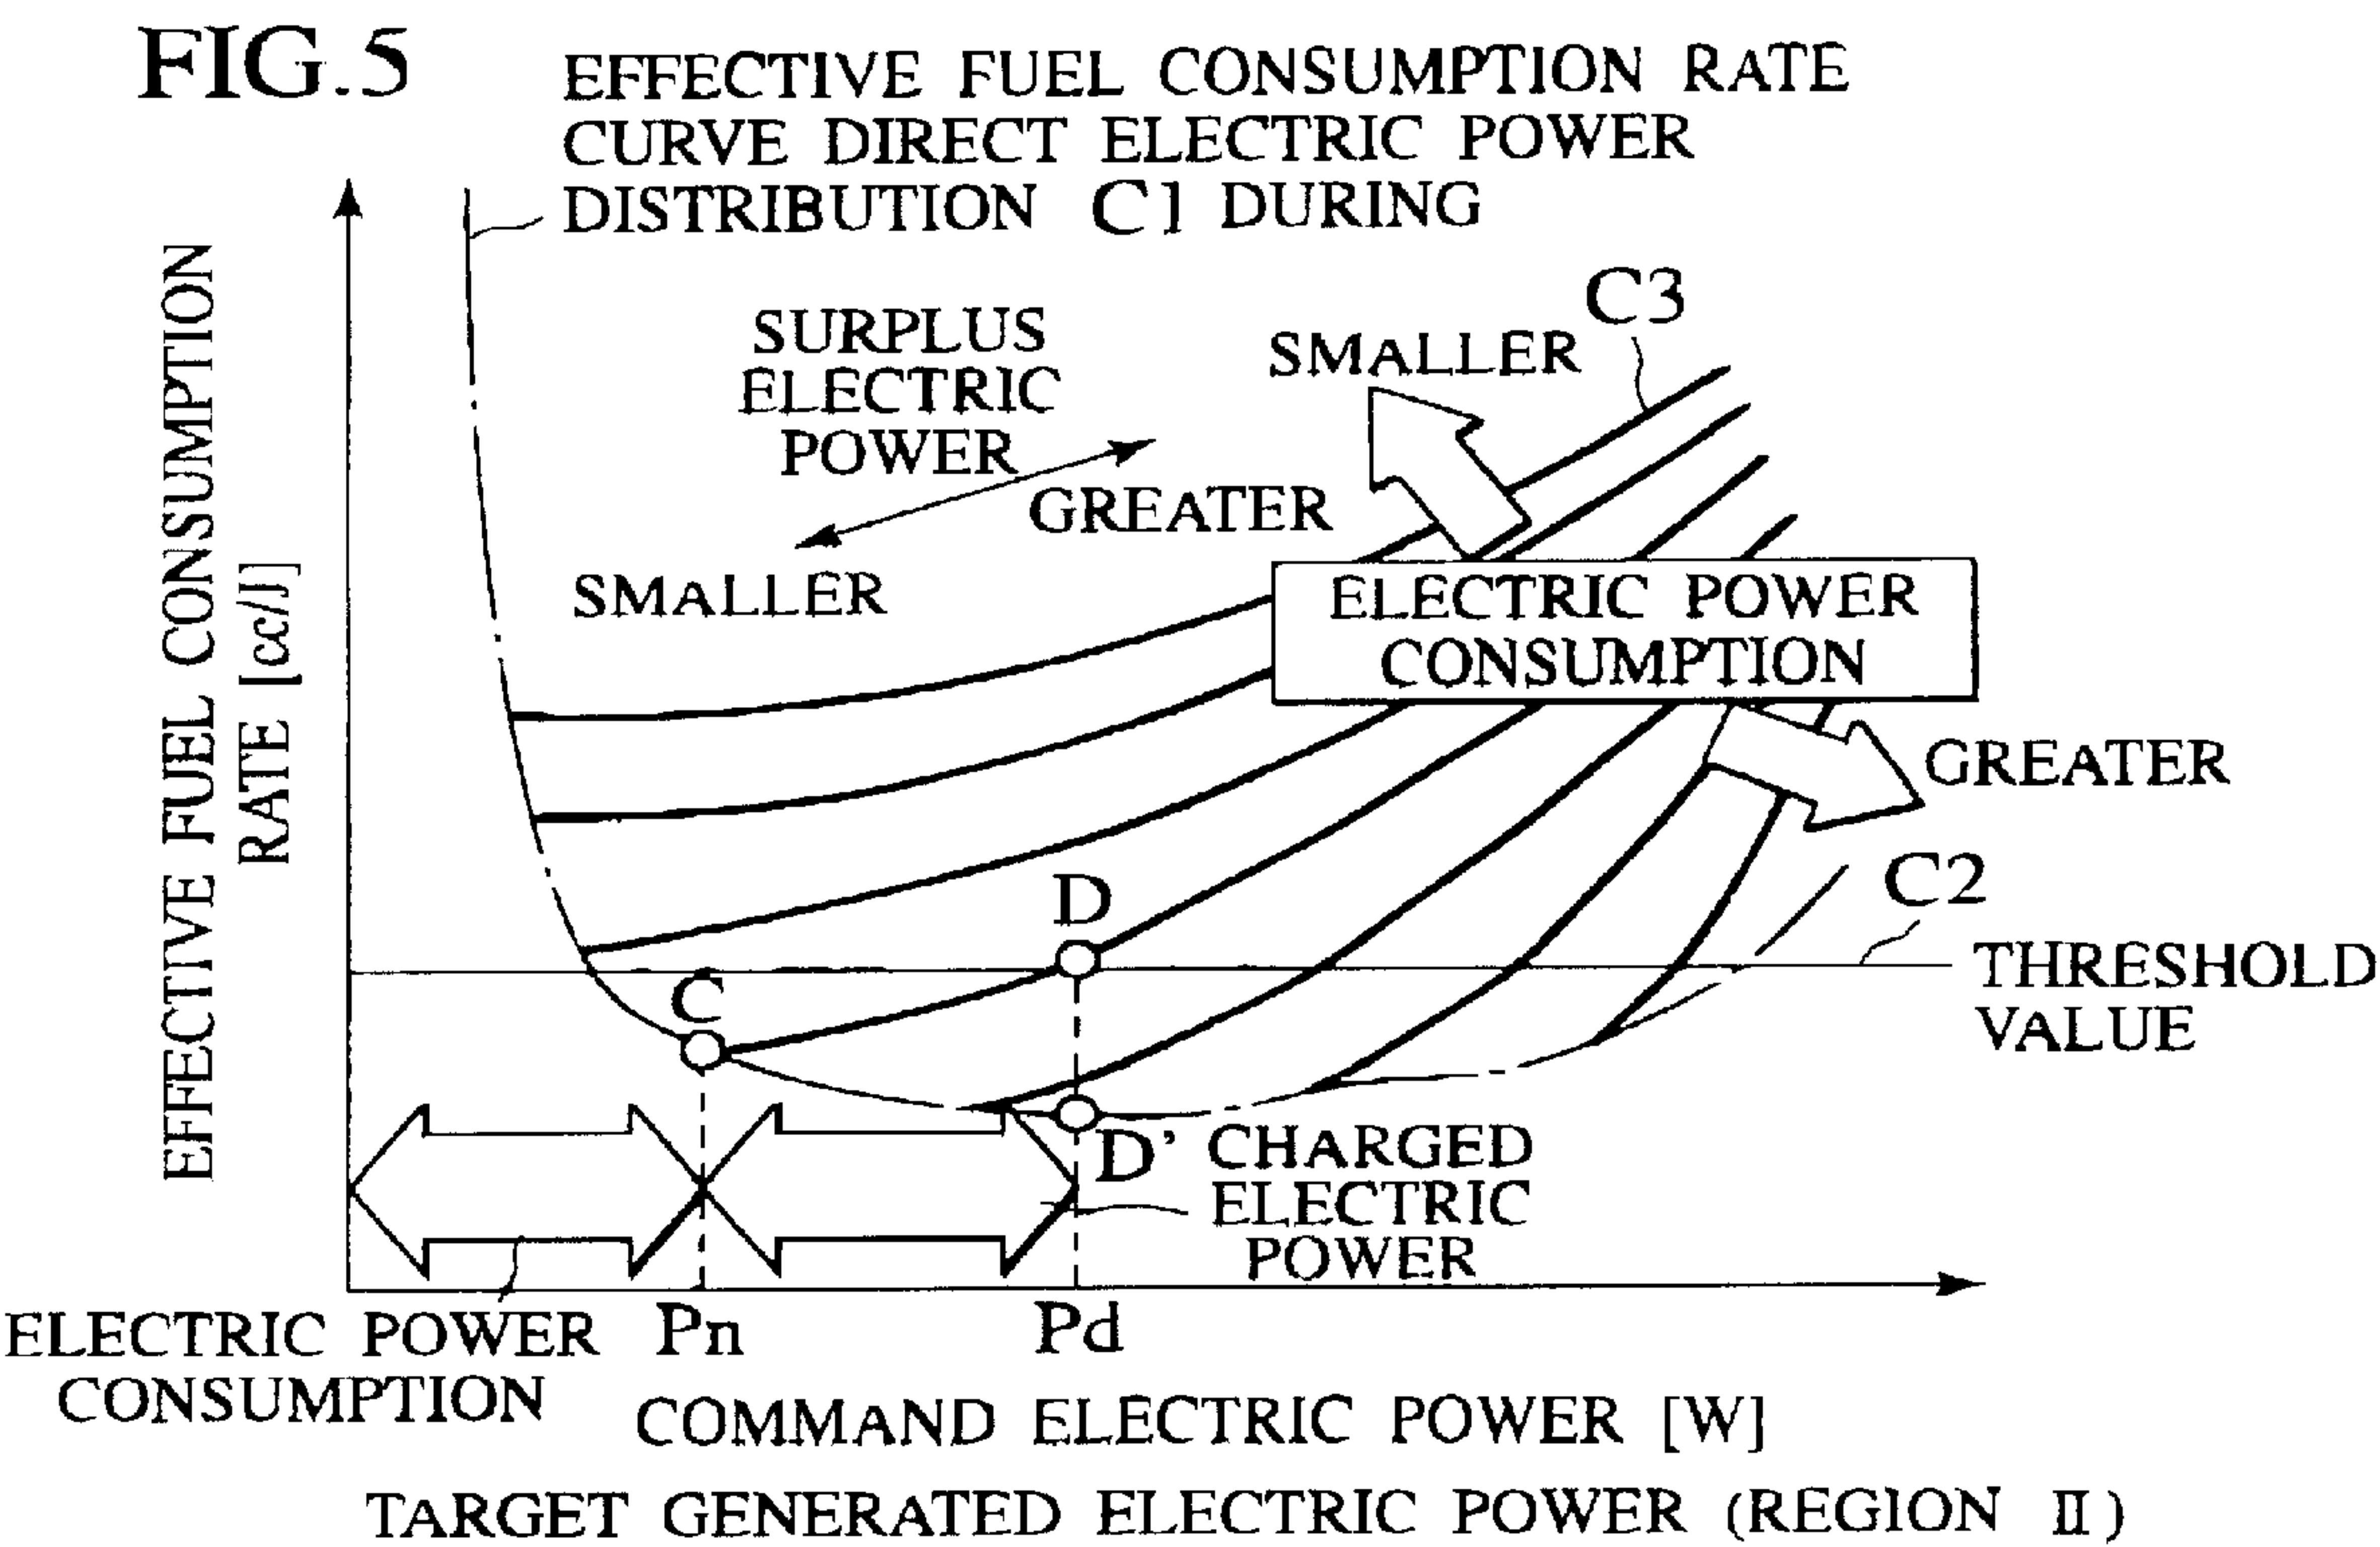 FIG.5
EFFECTIVE FUEL CONSUMPTION RATE
CURVE DIRECT ELECTRIC POWER
DISTRIBUTION C1 DURING
EFFECTIVE FUEL CONSUMPTION
RATE [cc/J]
SURPLUS
ELECTRIC
POWER
GREATER
SMALLER
C3
SMALLER
ELECTRIC POWER
CONSUMPTION
GREATER
C2
THRESHOLD
VALUE
D
C
D'
CHARGED
ELECTRIC
POWER
ELECTRIC POWER
CONSUMPTION
Pn
Pd
COMMAND ELECTRIC POWER [W]
TARGET GENERATED ELECTRIC POWER (REGION II)